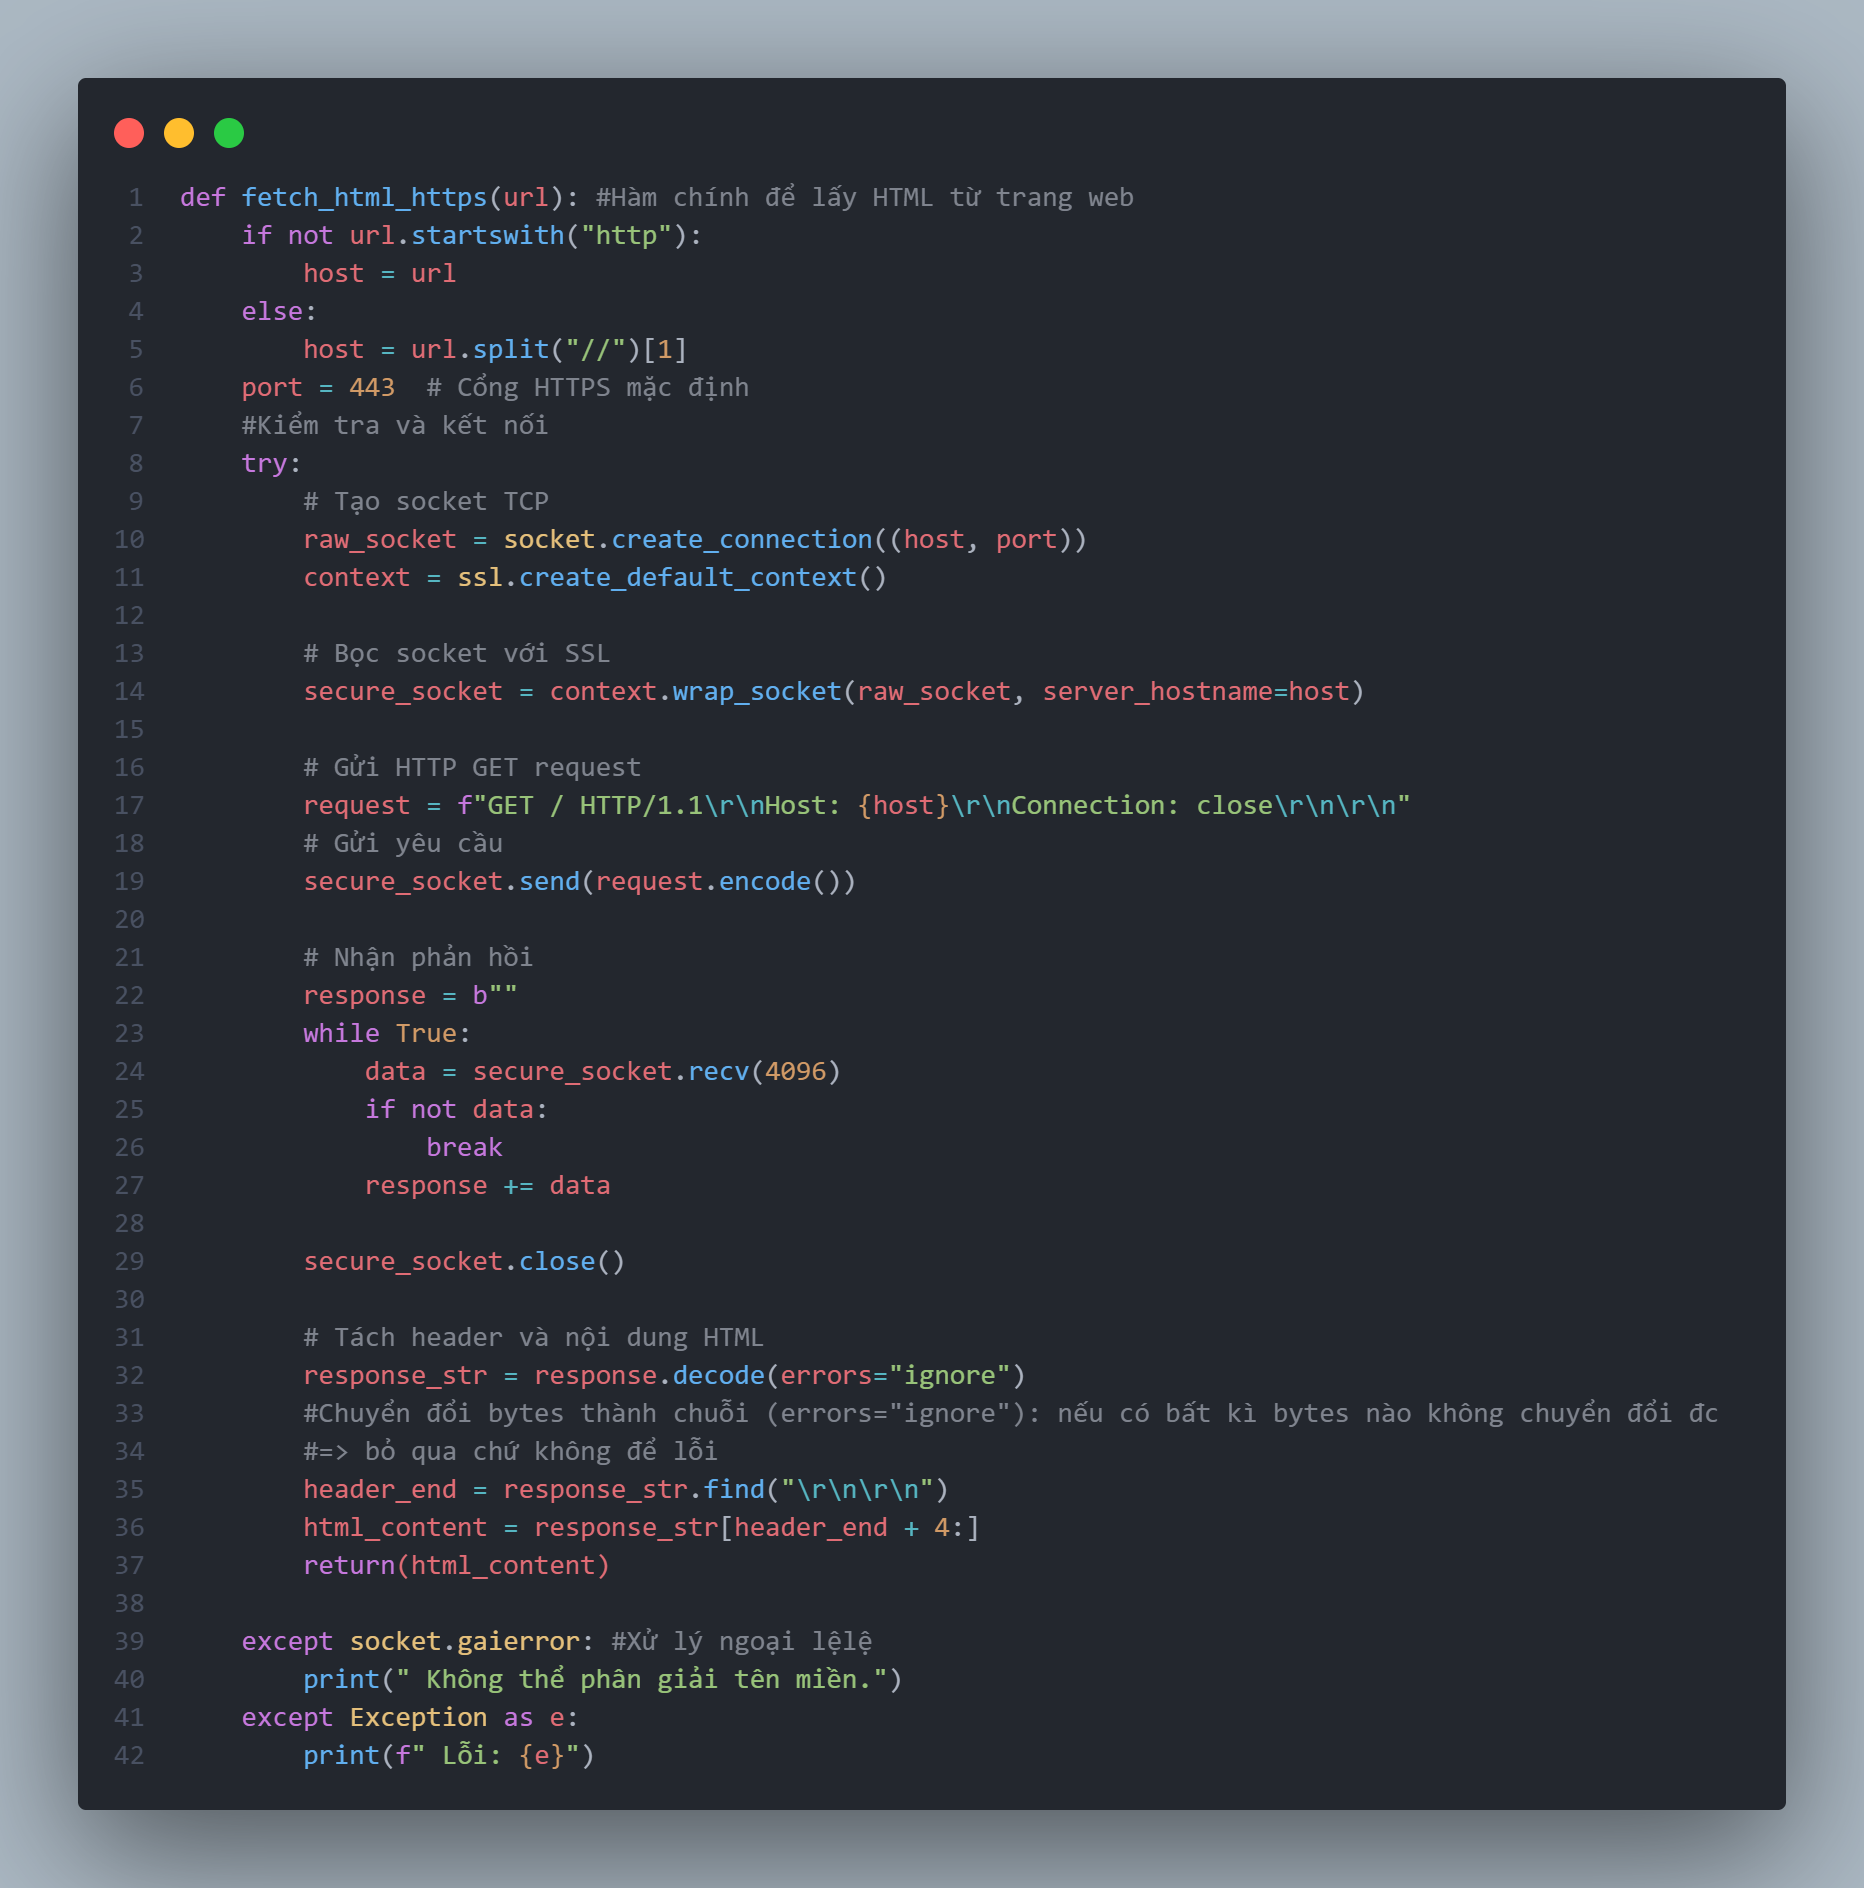 1 def fetch_html_https(url): #Hàm chính để lấy HTML từ trang web
2     if not url.startswith("http"):
3         host = url
4     else:
5         host = url.split("//")[1]
6     port = 443  # Cổng HTTPS mặc định
7     #Kiểm tra và kết nối
8     try:
9         # Tạo socket TCP
10         raw_socket = socket.create_connection((host, port))
11         context = ssl.create_default_context()
12
13         # Bọc socket với SSL
14         secure_socket = context.wrap_socket(raw_socket, server_hostname=host)
15
16         # Gửi HTTP GET request
17         request = f"GET / HTTP/1.1\r\nHost: {host}\r\nConnection: close\r\n\r\n"
18         # Gửi yêu cầu
19         secure_socket.send(request.encode())
20
21         # Nhận phản hồi
22         response = b""
23         while True:
24             data = secure_socket.recv(4096)
25             if not data:
26                 break
27             response += data
28
29         secure_socket.close()
30
31         # Tách header và nội dung HTML
32         response_str = response.decode(errors="ignore")
33         #Chuyển đổi bytes thành chuỗi (errors="ignore"): nếu có bất kì bytes nào không chuyển đổi đc
34         #=> bỏ qua chứ không để lỗi
35         header_end = response_str.find("\r\n\r\n")
36         html_content = response_str[header_end + 4:]
37         return(html_content)
38
39     except socket.gaierror: #Xử lý ngoại lệlệ
40         print(" Không thể phân giải tên miền.")
41     except Exception as e:
42         print(f" Lỗi: {e}")